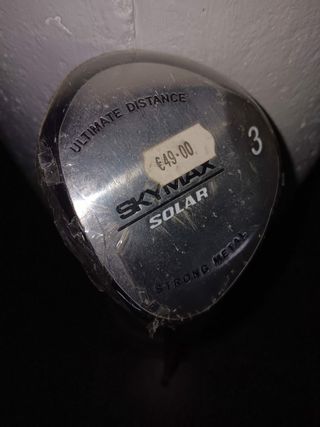 ULTIMATE DISTANCE
€49-00
3
SKYMAX
SOLAR
STRONG METAL